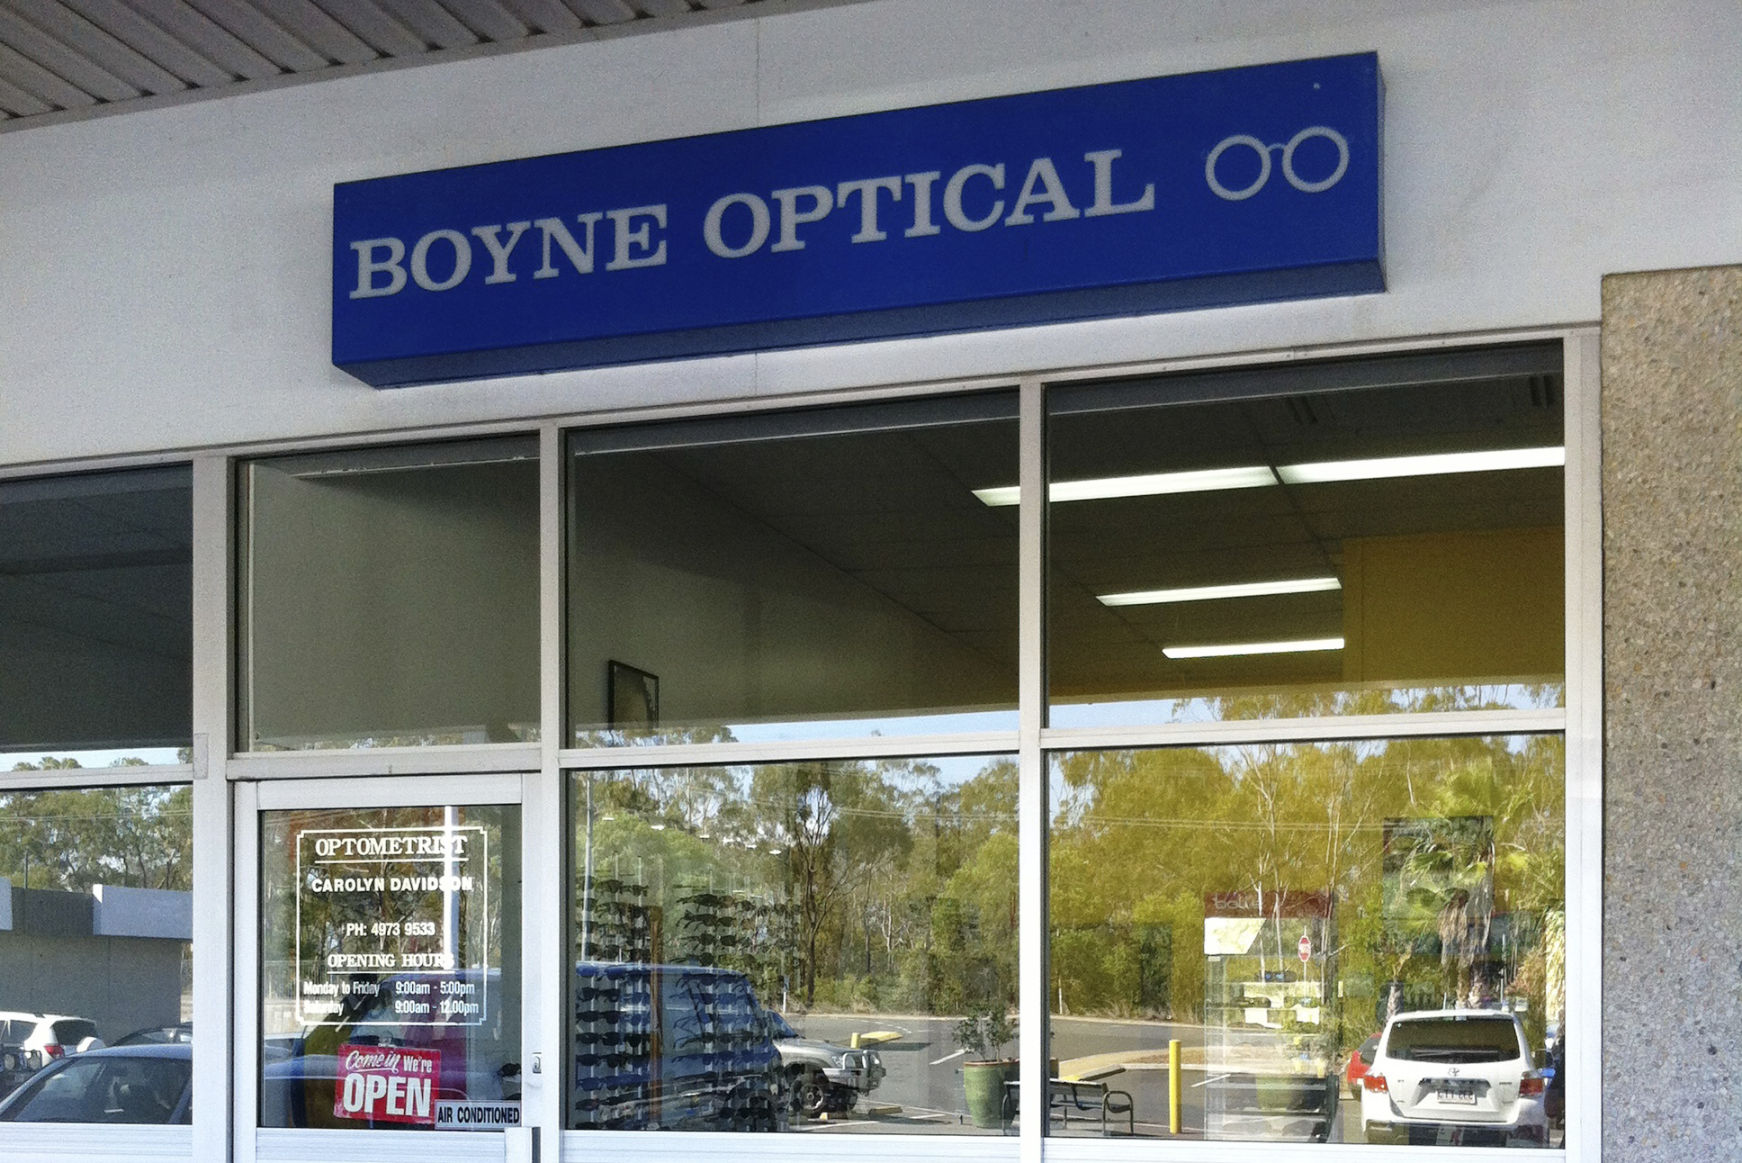 BOYNE OPTICAL
OPTOMETRIST
CAROLYN DAVIDSON
PH: 4973 9533
OPENING HOURS
Monday to Friday 9:00am - 5:00pm
Saturday 9:00am - 12.00pm
Come in We're
OPEN
AIR CONDITIONED